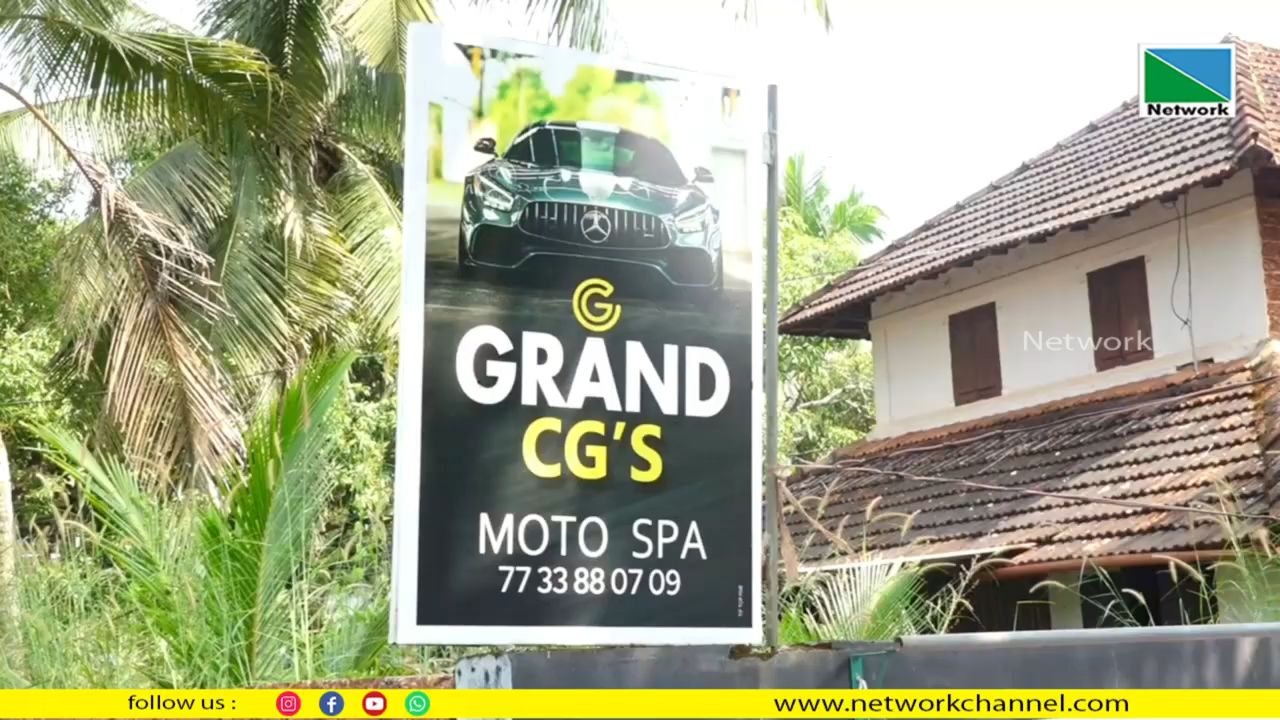 Network
GRAND
CG'S
MOTO SPA
77 33 88 07 09
Network
follow us :
www.networkchannel.com